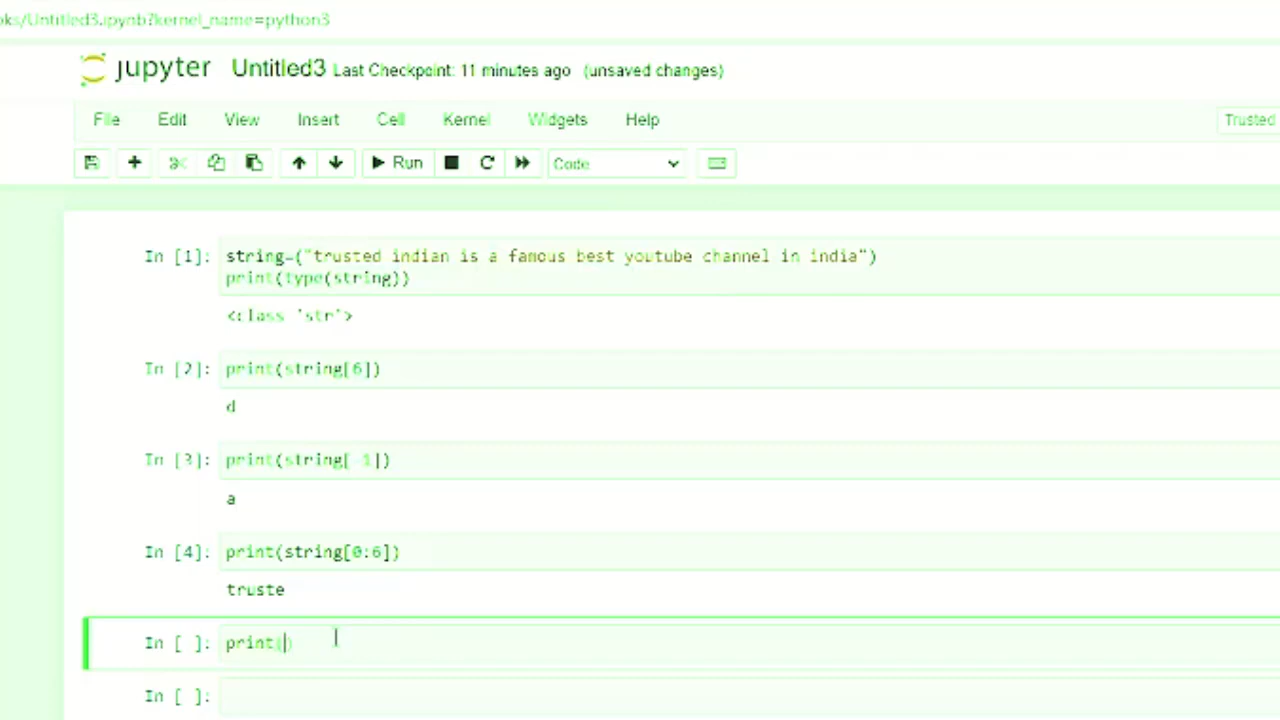 oks/Untitled3.ipynb?kernel_name=python3
jupyter Untitled3 Last Checkpoint: 11 minutes ago (unsaved changes)
File Edit View Insert Cell Kernel Widgets Help Trusted
Run Code
In [1]: string=("trusted indian is a famous best youtube channel in india")
print(type(string))
<class 'str'>
In [2]: print(string[6])
d
In [3]: print(string[-1])
a
In [4]: print(string[0:6])
truste
In [ ]: print()
In [ ]: